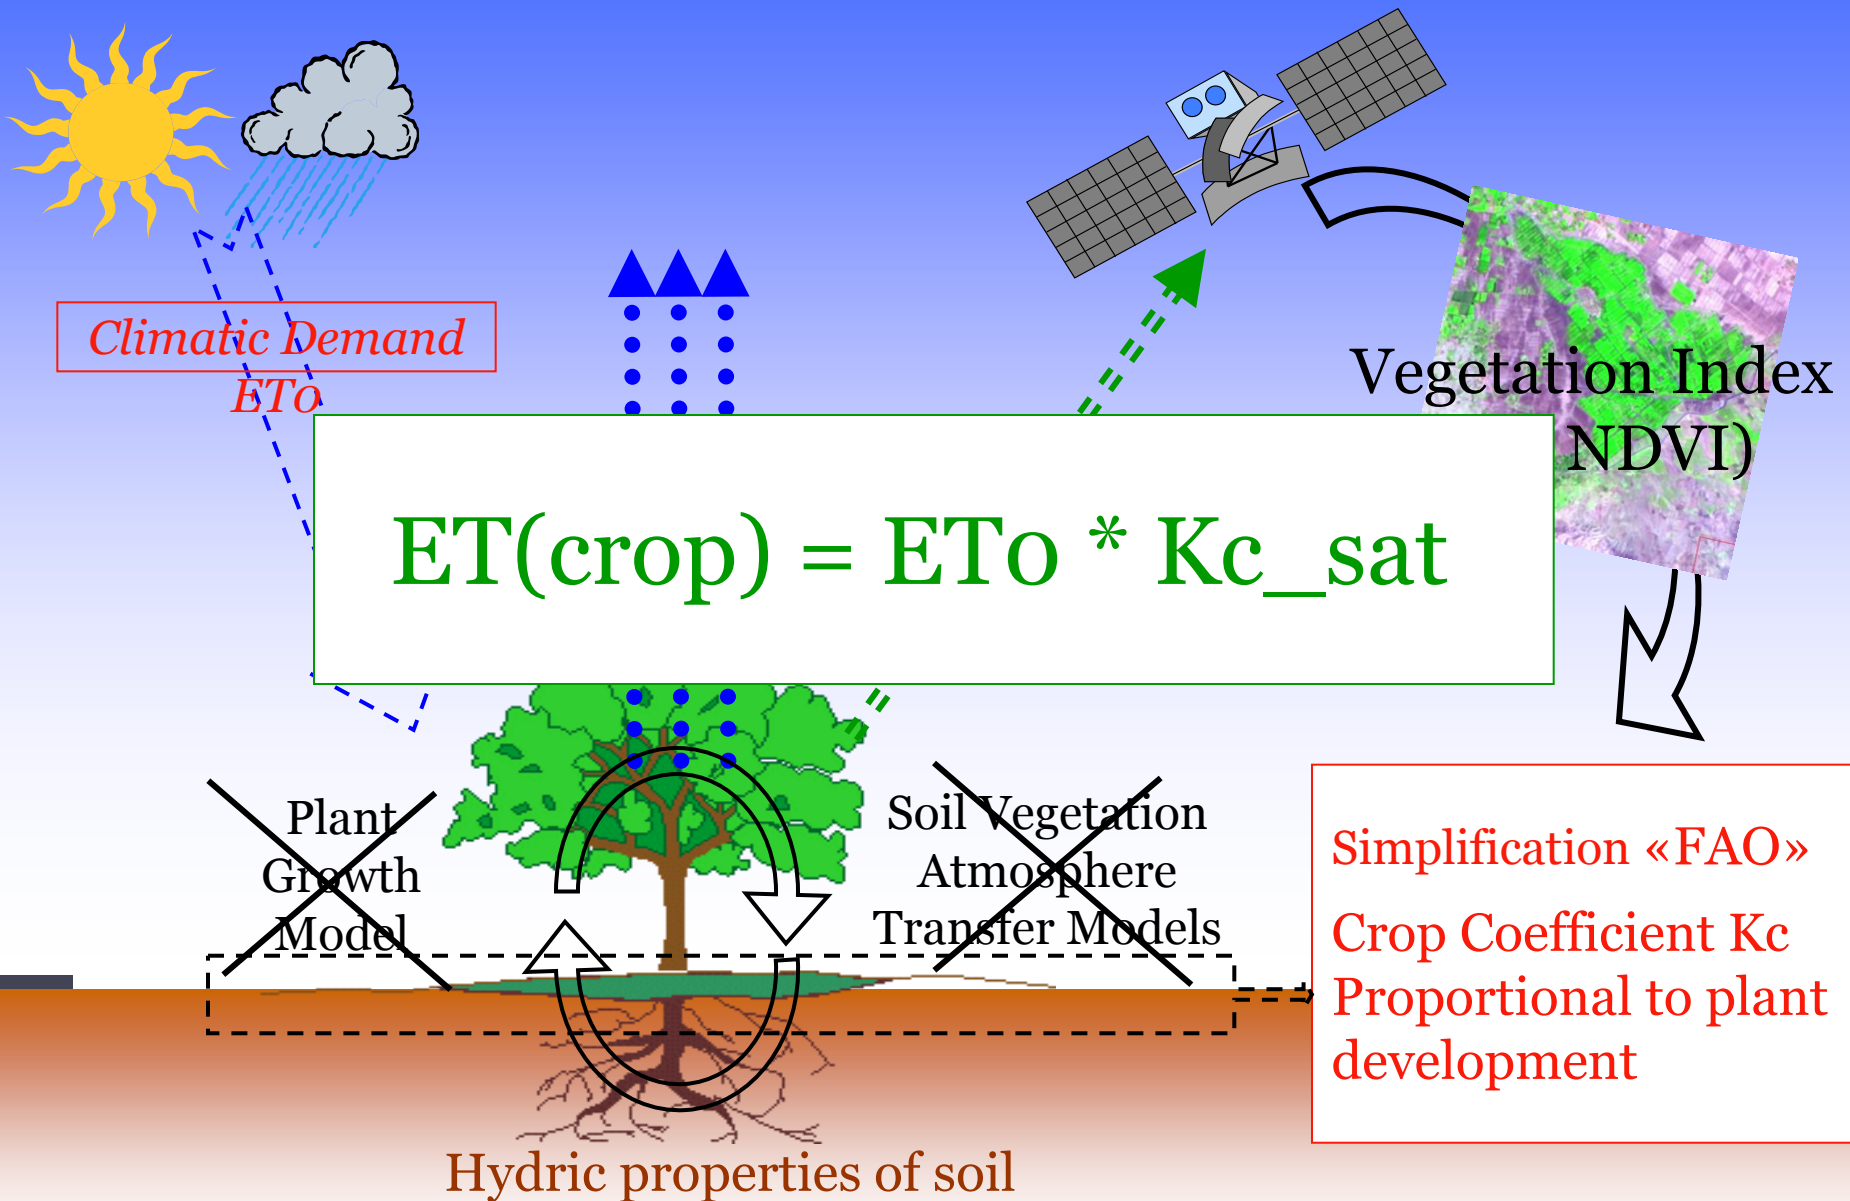 Climatic Demand
ETo
Vegetation Index
NDVI)
ET(crop) = ETo * Kc_sat
Plant
Growth
Model
Soil Vegetation
Atmosphere
Transfer Models
Simplification «FAO»
Crop Coefficient Kc
Proportional to plant
development
Hydric properties of soil